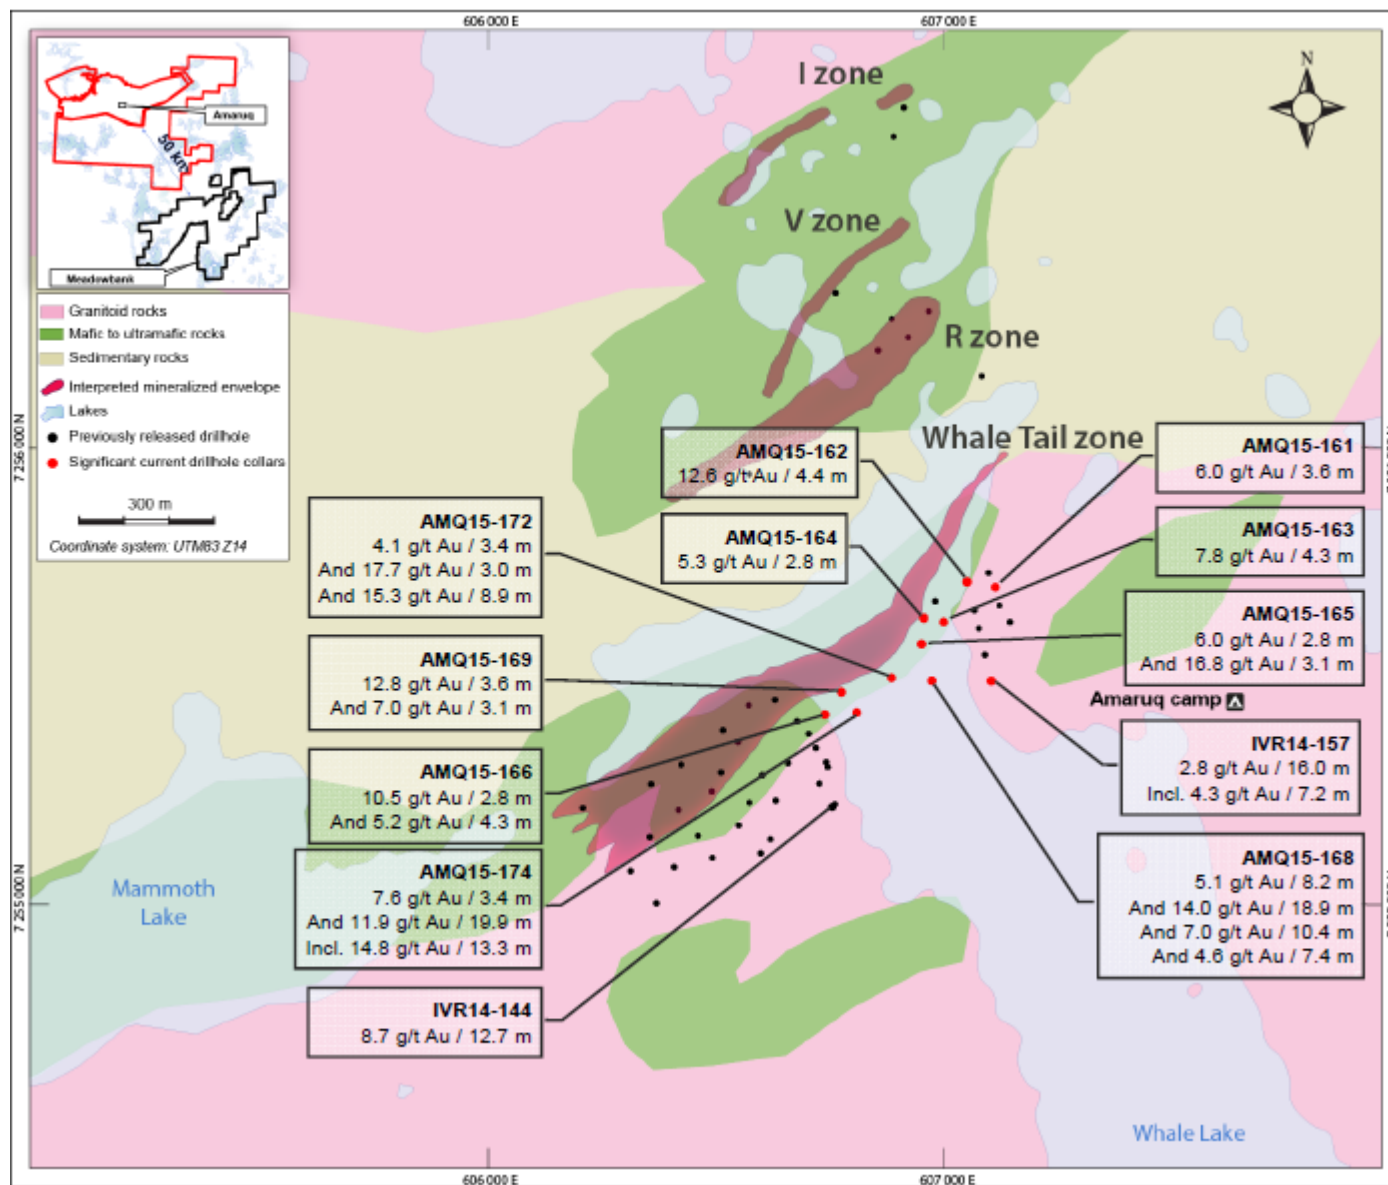 606 000 E
607 000 E
N
Amaruq
50 km
Meadowbank
Granitoid rocks
Mafic to ultramafic rocks
Sedimentary rocks
Interpreted mineralized envelope
Lakes
Previously released drillhole
Significant current drillhole collars
300 m
Coordinate system: UTM83 Z14
I zone
V zone
R zone
Whale Tail zone
7 256 000 N
7 255 000 N
AMQ15-162
12.6 g/t Au / 4.4 m
AMQ15-161
6.0 g/t Au / 3.6 m
AMQ15-172
4.1 g/t Au / 3.4 m
And 17.7 g/t Au / 3.0 m
And 15.3 g/t Au / 8.9 m
AMQ15-164
5.3 g/t Au / 2.8 m
AMQ15-163
7.8 g/t Au / 4.3 m
AMQ15-165
6.0 g/t Au / 2.8 m
And 16.8 g/t Au / 3.1 m
AMQ15-169
12.8 g/t Au / 3.6 m
And 7.0 g/t Au / 3.1 m
Amaruq camp
IVR14-157
2.8 g/t Au / 16.0 m
Incl. 4.3 g/t Au / 7.2 m
AMQ15-166
10.5 g/t Au / 2.8 m
And 5.2 g/t Au / 4.3 m
AMQ15-174
7.6 g/t Au / 3.4 m
And 11.9 g/t Au / 19.9 m
Incl. 14.8 g/t Au / 13.3 m
AMQ15-168
5.1 g/t Au / 8.2 m
And 14.0 g/t Au / 18.9 m
And 7.0 g/t Au / 10.4 m
And 4.6 g/t Au / 7.4 m
IVR14-144
8.7 g/t Au / 12.7 m
Mammoth
Lake
Whale Lake
606 000 E
607 000 E